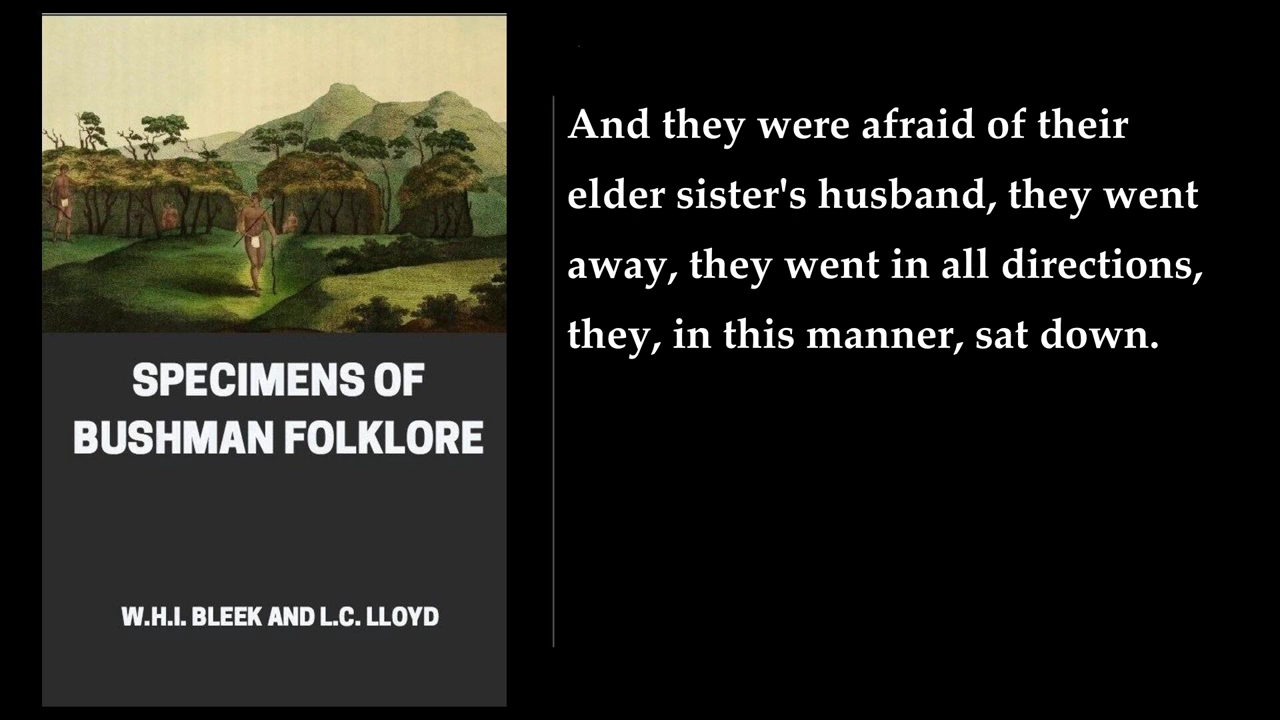 SPECIMENS OF
BUSHMAN FOLKLORE
W.H.I. BLEEK AND L.C. LLOYD
And they were afraid of their
elder sister's husband, they went
away, they went in all directions,
they, in this manner, sat down.